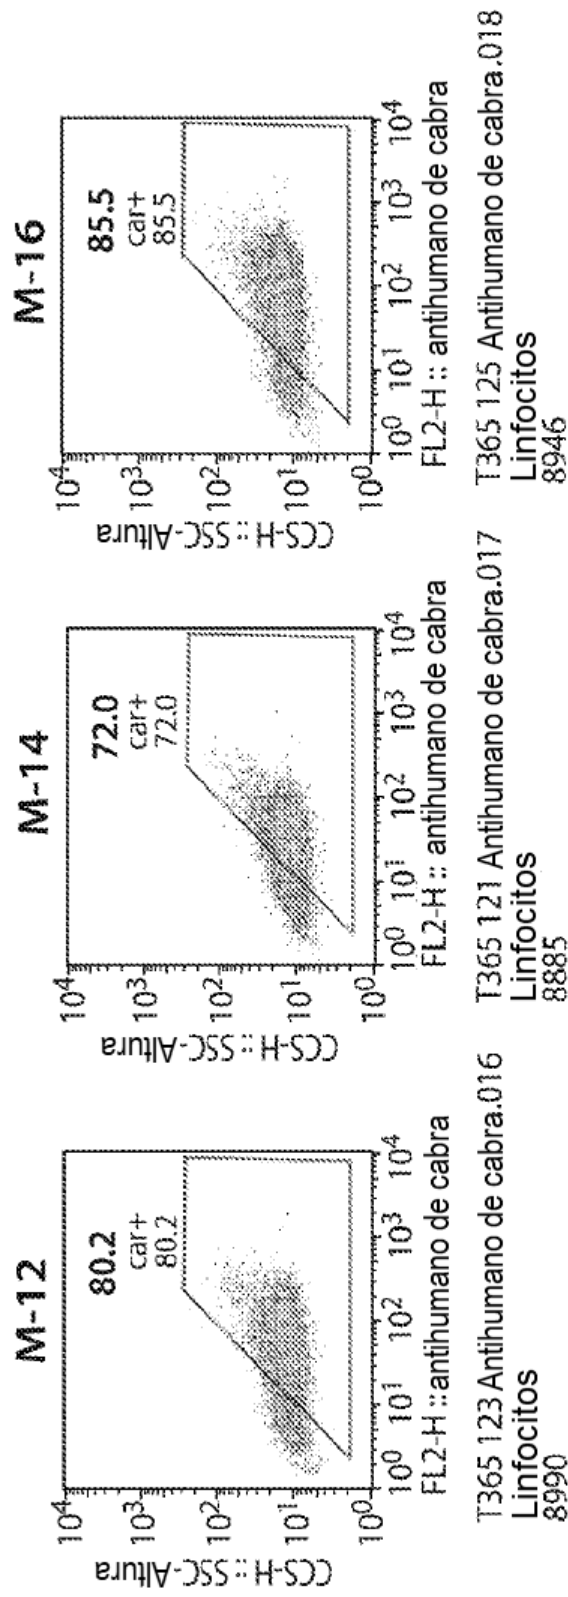 M-12
80.2
car+
80.2
10⁴
10³
10²
10¹
10⁰
CCS-H :: SSC-Altura
10⁰ 10¹ 10² 10³ 10⁴
FL2-H :: antihumano de cabra
T365 123 Antihumano de cabra.016
Linfocitos
8990
M-14
72.0
car+
72.0
10⁴
10³
10²
10¹
10⁰
CCS-H :: SSC-Altura
10⁰ 10¹ 10² 10³ 10⁴
FL2-H :: antihumano de cabra
T365 121 Antihumano de cabra.017
Linfocitos
8885
M-16
85.5
car+
85.5
10⁴
10³
10²
10¹
10⁰
CCS-H :: SSC-Altura
10⁰ 10¹ 10² 10³ 10⁴
FL2-H :: antihumano de cabra
T365 125 Antihumano de cabra.018
Linfocitos
8946